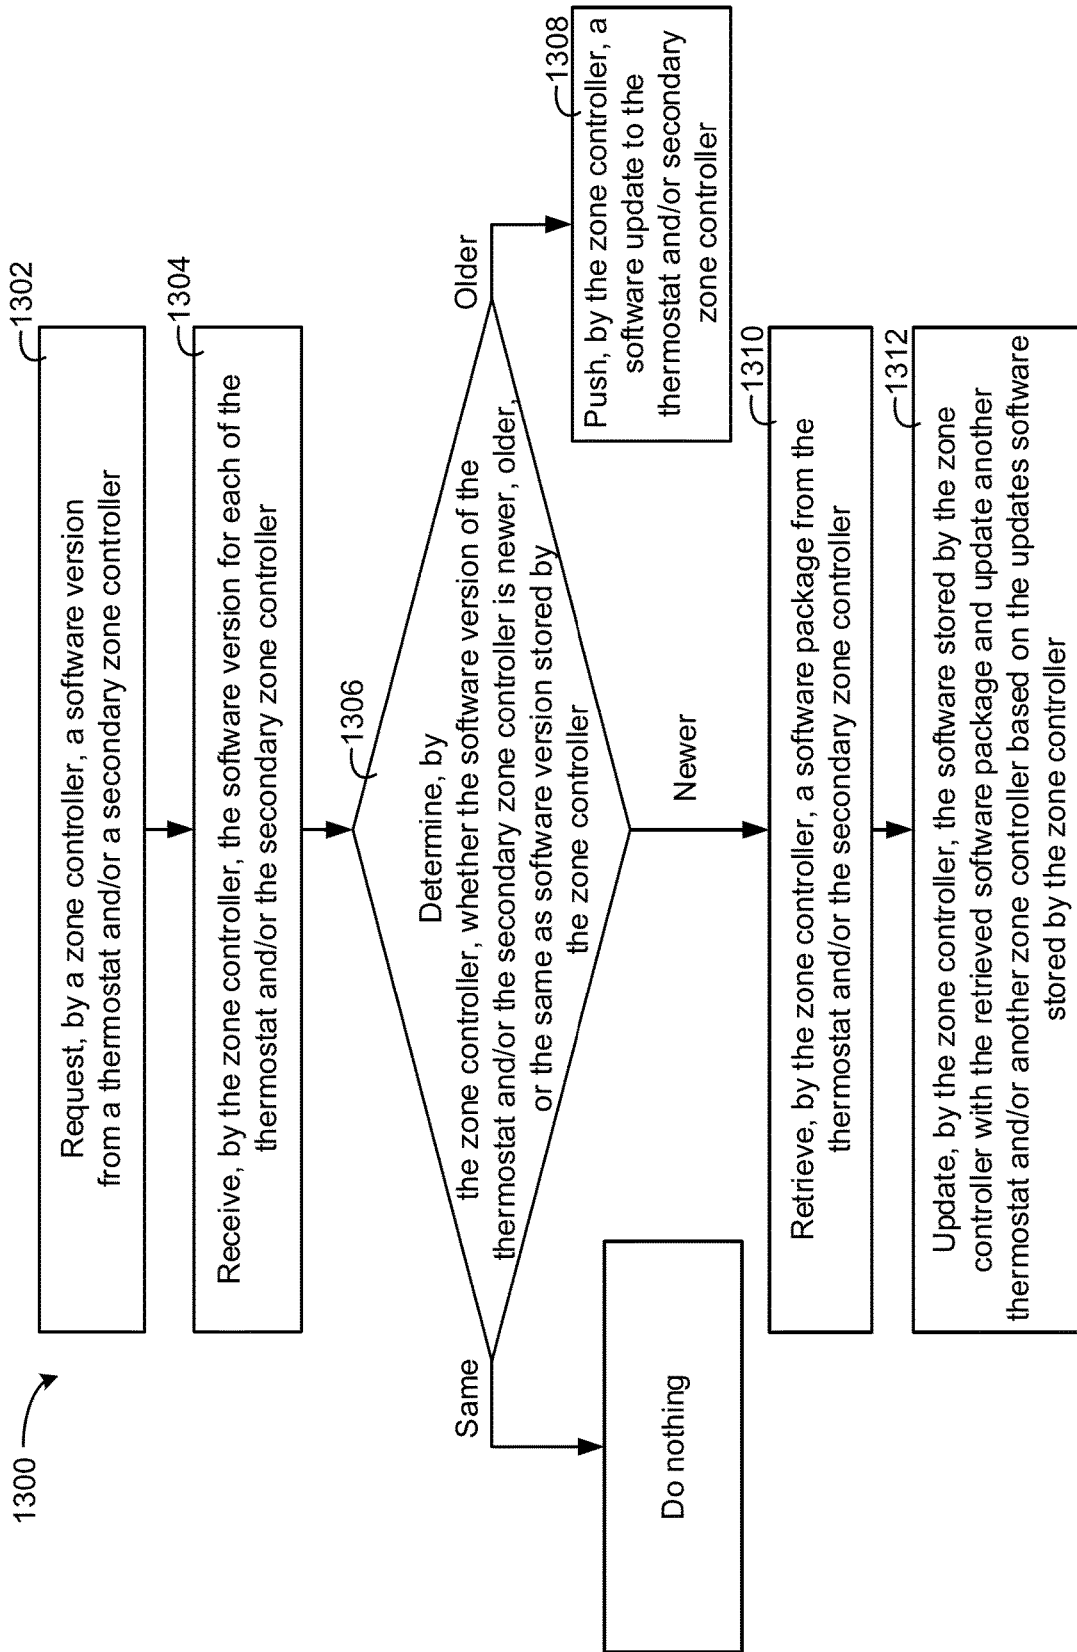 1300
1302
Request, by a zone controller, a software version
from a thermostat and/or a secondary zone controller
1304
Receive, by the zone controller, the software version for each of the
thermostat and/or the secondary zone controller
1306
Determine, by
the zone controller, whether the software version of the
thermostat and/or the secondary zone controller is newer, older,
or the same as software version stored by
the zone controller
Same
Older
Newer
Do nothing
1308
Push, by the zone controller, a
software update to the
thermostat and/or secondary
zone controller
1310
Retrieve, by the zone controller, a software package from the
thermostat and/or the secondary zone controller
1312
Update, by the zone controller, the software stored by the zone
controller with the retrieved software package and update another
thermostat and/or another zone controller based on the updates software
stored by the zone controller